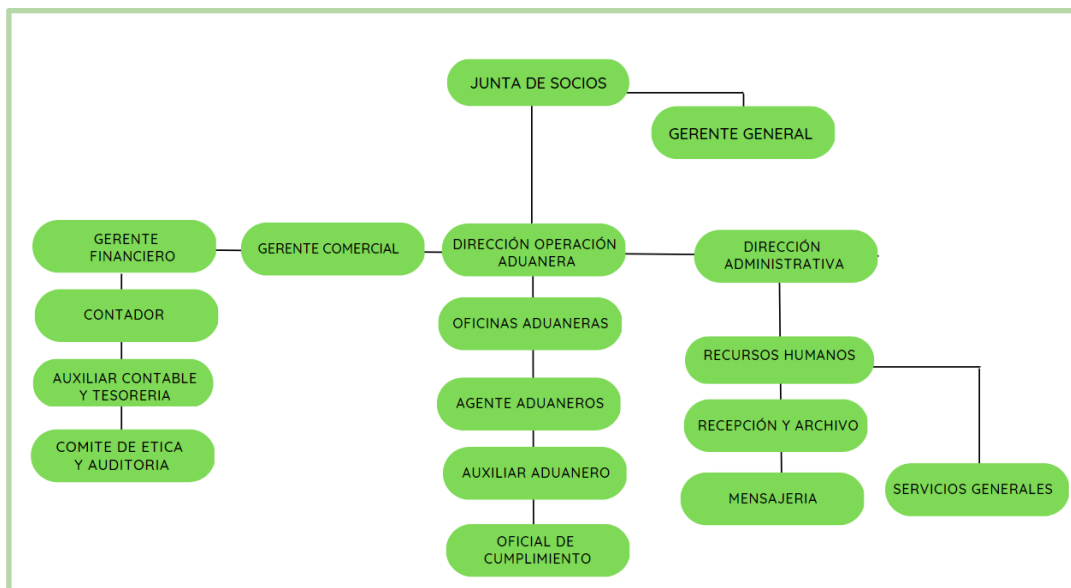 JUNTA DE SOCIOS
GERENTE GENERAL
GERENTE
FINANCIERO
GERENTE COMERCIAL
DIRECCIÓN OPERACIÓN
ADUANERA
DIRECCIÓN
ADMINISTRATIVA
CONTADOR
OFICINAS ADUANERAS
RECURSOS HUMANOS
AUXILIAR CONTABLE
Y TESORERIA
AGENTE ADUANEROS
RECEPCIÓN Y ARCHIVO
COMITE DE ETICA
Y AUDITORIA
AUXILIAR ADUANERO
MENSAJERIA
SERVICIOS GENERALES
OFICIAL DE
CUMPLIMIENTO